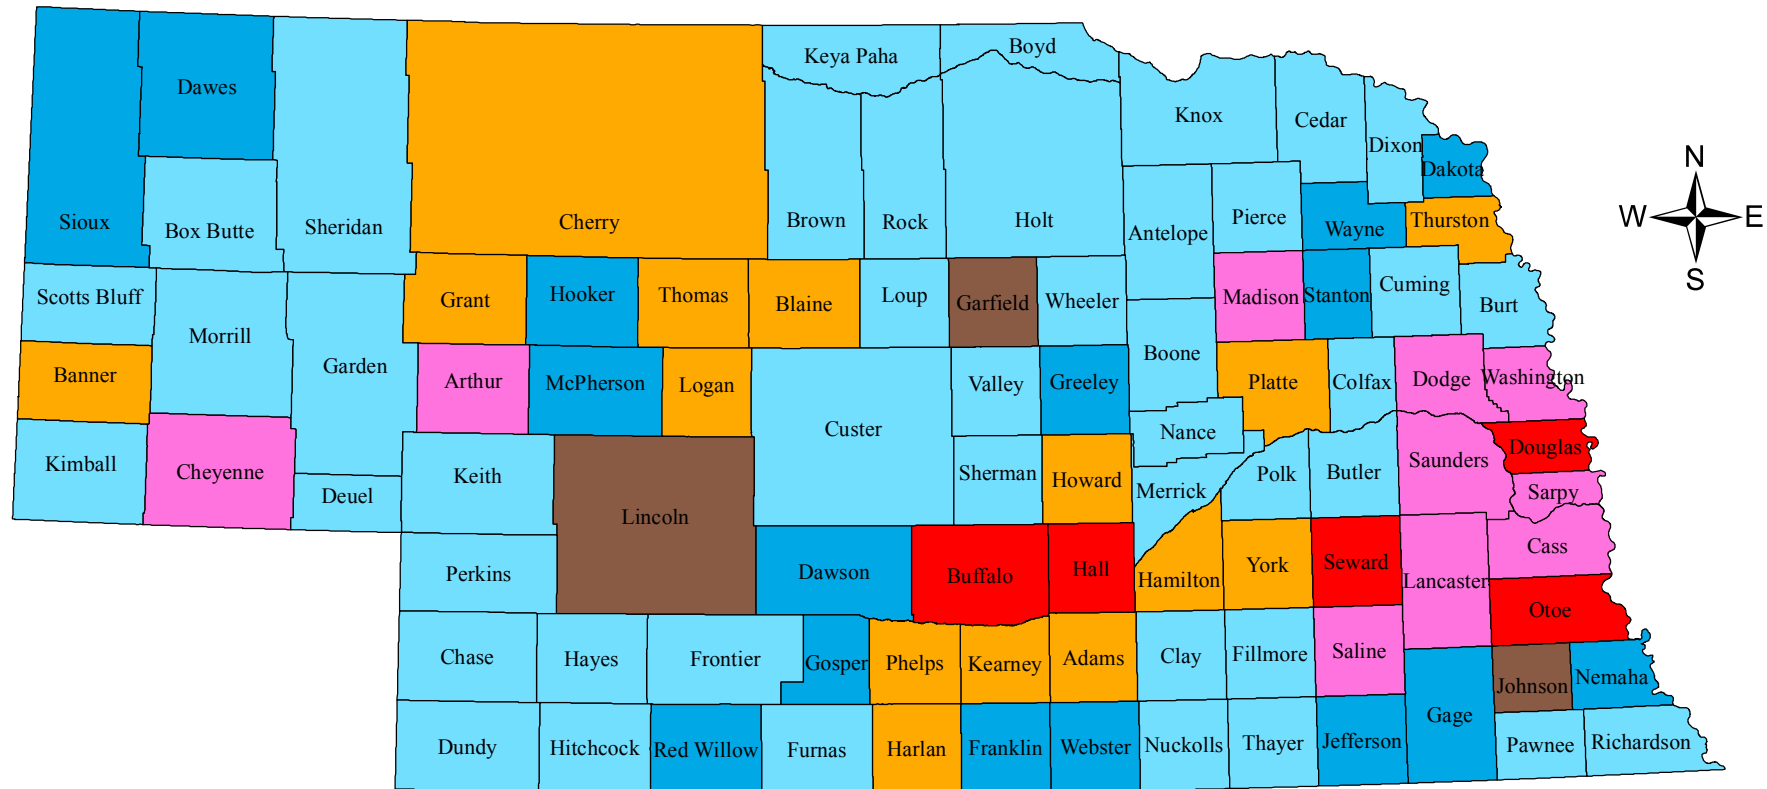 Keya Paha
Boyd
Dawes
Knox
Cedar
Dixon
Dakota
N
W
E
S
Sioux
Box Butte
Sheridan
Cherry
Brown
Rock
Holt
Antelope
Pierce
Wayne
Thurston
Scotts Bluff
Morrill
Grant
Hooker
Thomas
Blaine
Loup
Garfield
Wheeler
Madison
Stanton
Cuming
Burt
Banner
Garden
Arthur
McPherson
Logan
Custer
Valley
Greeley
Boone
Platte
Colfax
Dodge
Washington
Kimball
Cheyenne
Deuel
Keith
Lincoln
Sherman
Howard
Nance
Merrick
Polk
Butler
Saunders
Douglas
Sarpy
Perkins
Dawson
Buffalo
Hall
Hamilton
York
Seward
Lancaster
Cass
Otoe
Chase
Hayes
Frontier
Gosper
Phelps
Kearney
Adams
Clay
Fillmore
Saline
Gage
Johnson
Nemaha
Dundy
Hitchcock
Red Willow
Furnas
Harlan
Franklin
Webster
Nuckolls
Thayer
Jefferson
Pawnee
Richardson